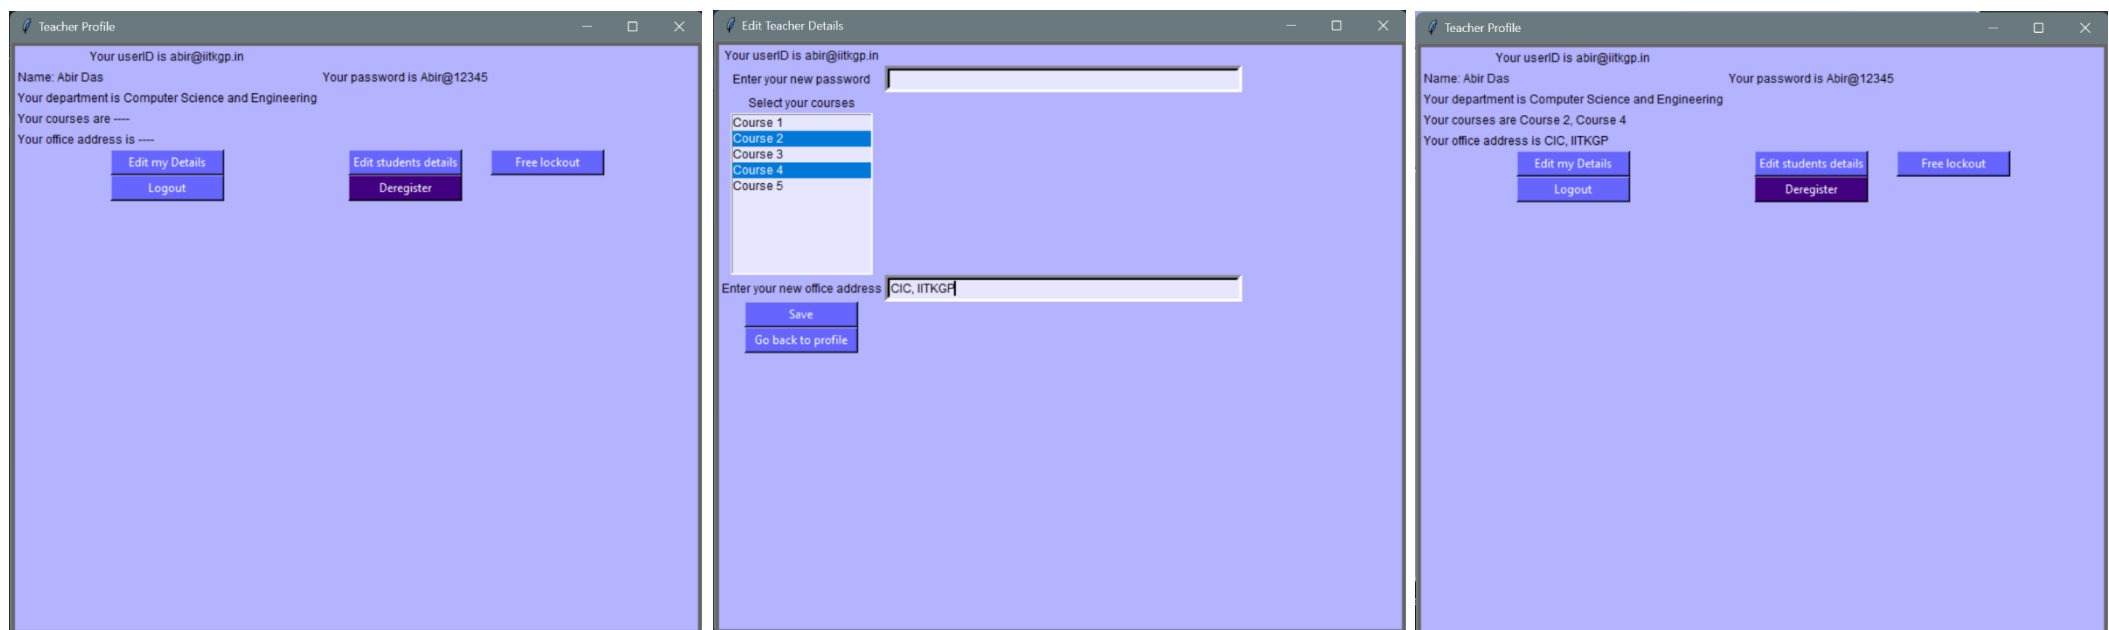 Teacher Profile
Your userID is abir@iitkgp.in
Name: Abir Das Your password is Abir@12345
Your department is Computer Science and Engineering
Your courses are ----
Your office address is ----
Edit my Details Edit students details Free lockout
Logout Deregister
Edit Teacher Details
Your userID is abir@iitkgp.in
Enter your new password
Select your courses
Course 1
Course 2
Course 3
Course 4
Course 5
Enter your new office address CIC, IITKGP
Save
Go back to profile
Teacher Profile
Your userID is abir@iitkgp.in
Name: Abir Das Your password is Abir@12345
Your department is Computer Science and Engineering
Your courses are Course 2, Course 4
Your office address is CIC, IITKGP
Edit my Details Edit students details Free lockout
Logout Deregister